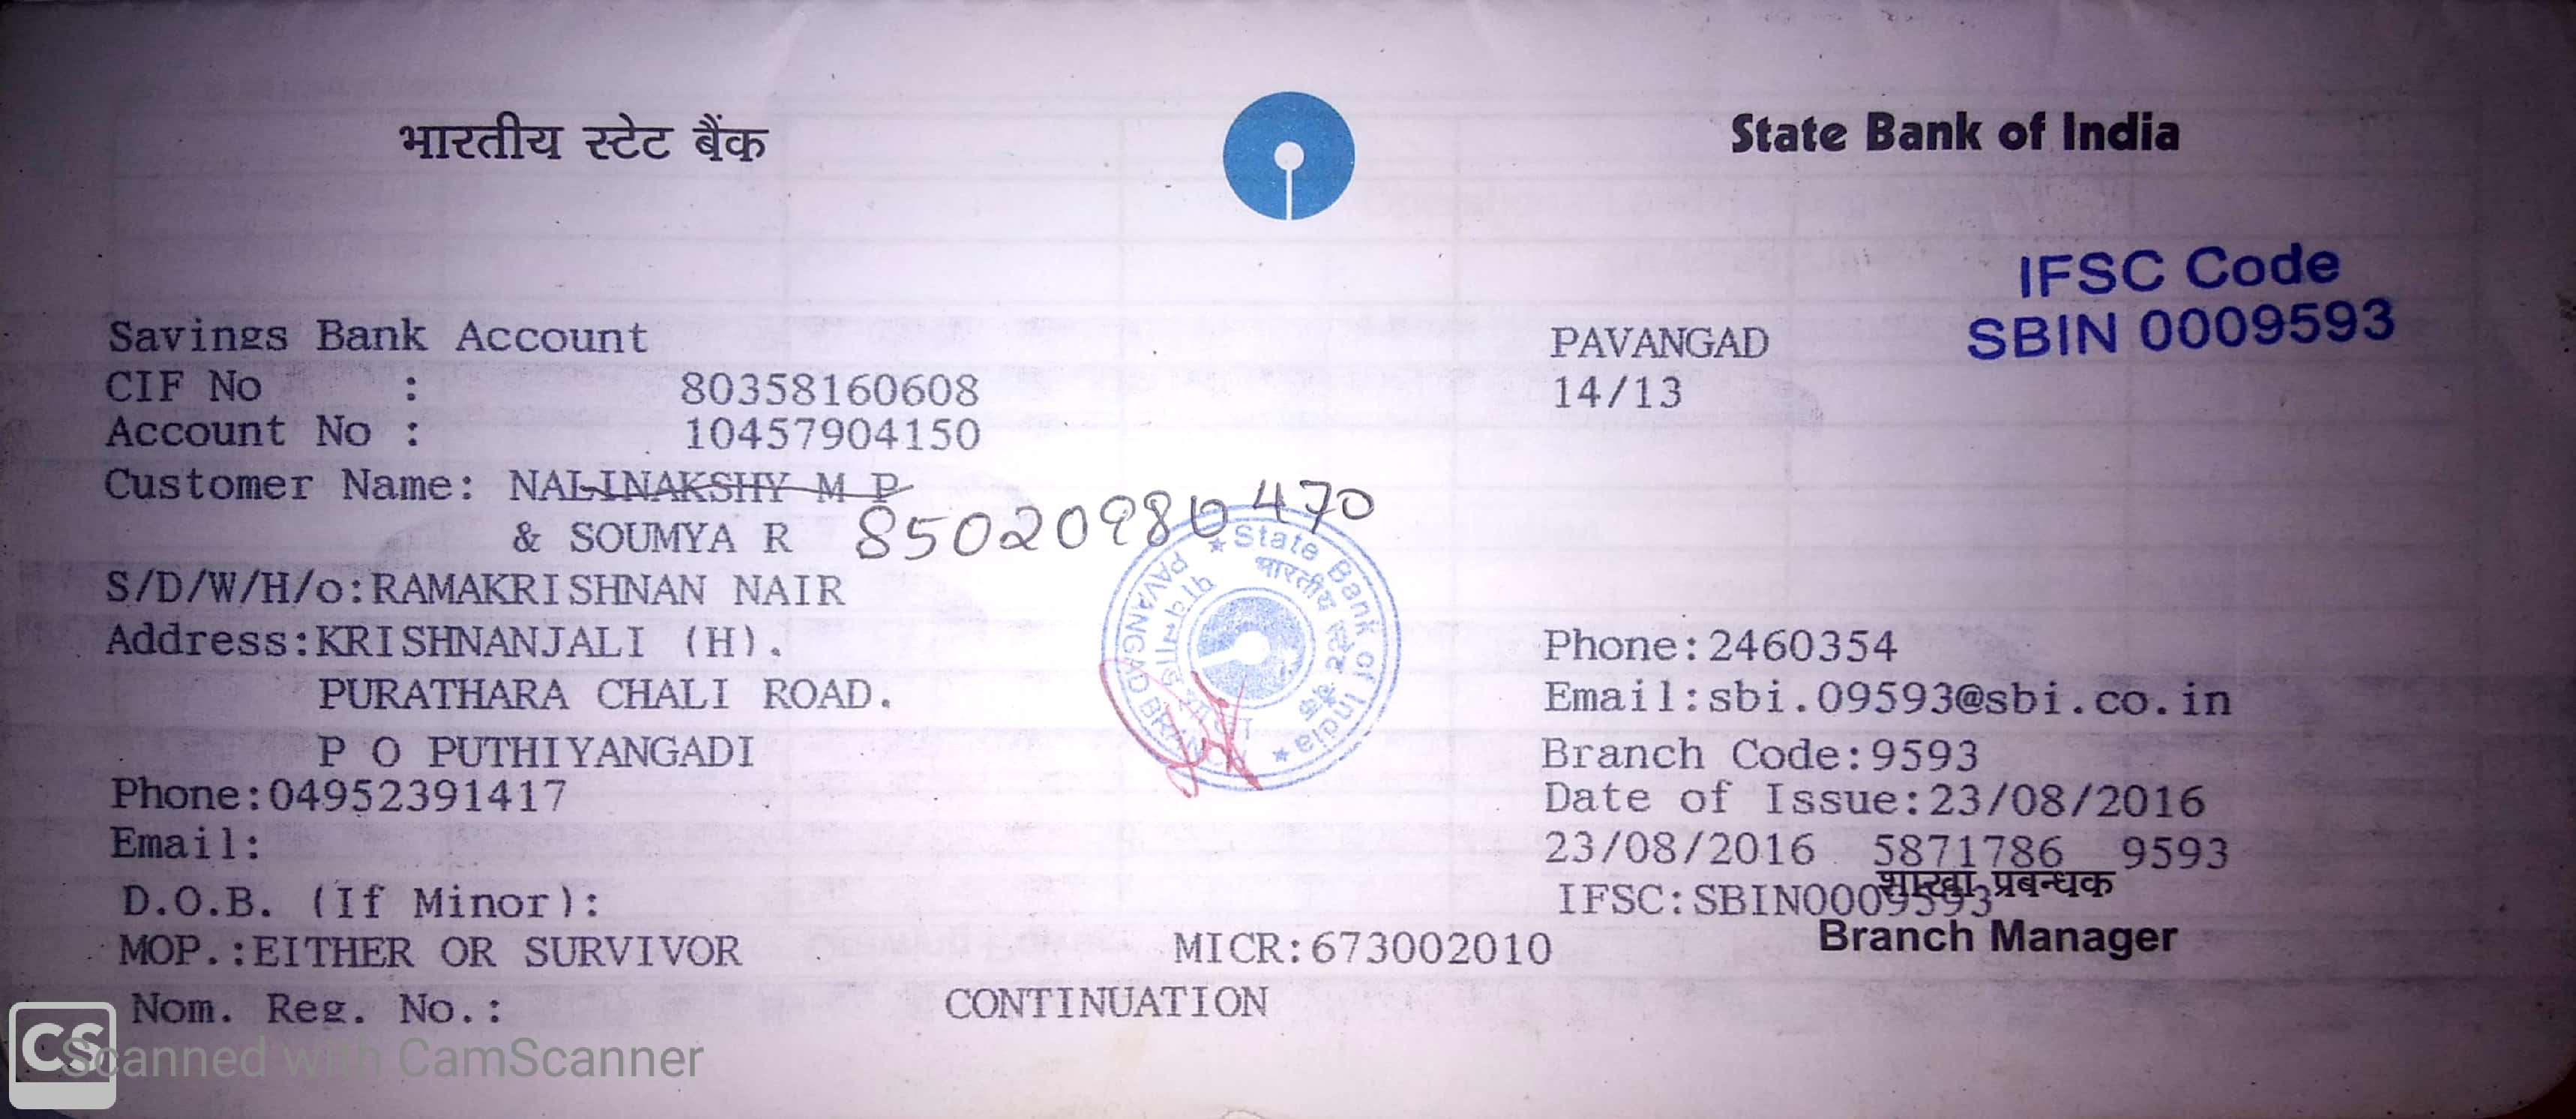 भारतीय स्टेट बैंक
State Bank of India
IFSC Code
SBIN 0009593
Savings Bank Account
CIF No : 80358160608
Account No : 10457904150
Customer Name: NALINAKSHY M P
& SOUMYA R 85020980470
S/D/W/H/o:RAMAKRISHNAN NAIR
Address:KRISHNANJALI (H).
PURATHARA CHALI ROAD.
P O PUTHIYANGADI
Phone:04952391417
Email:
D.O.B. (If Minor):
MOP.:EITHER OR SURVIVOR
Nom. Reg. No.:
PAVANGAD
14/13
State Bank of India
भारतीय स्टेट बैंक
PAVANGAD BRANCH
Phone:2460354
Email:sbi.09593@sbi.co.in
Branch Code:9593
Date of Issue:23/08/2016
23/08/2016 5871786 9593
IFSC:SBIN0009593
शाखा प्रबन्धक
Branch Manager
MICR:673002010
CONTINUATION
CS
Scanned with CamScanner